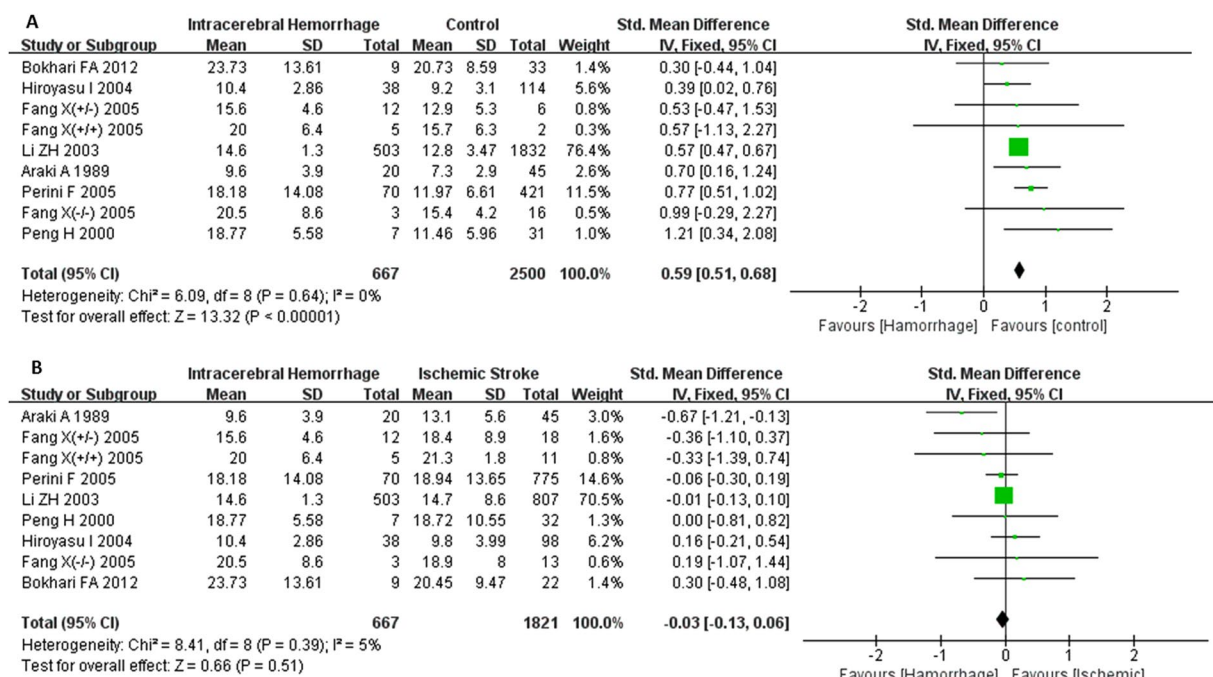 A
Intracerebral Hemorrhage Control Std. Mean Difference Std. Mean Difference
Study or Subgroup Mean SD Total Mean SD Total Weight IV, Fixed, 95% CI IV, Fixed, 95% CI
Bokhari FA 2012 23.73 13.61 9 20.73 8.59 33 1.4% 0.30 [-0.44, 1.04]
Hiroyasu I 2004 10.4 2.86 38 9.2 3.1 114 5.6% 0.39 [0.02, 0.76]
Fang X(+/-) 2005 15.6 4.6 12 12.9 5.3 6 0.8% 0.53 [-0.47, 1.53]
Fang X(+/+) 2005 20 6.4 5 15.7 6.3 2 0.3% 0.57 [-1.13, 2.27]
Li ZH 2003 14.6 1.3 503 12.8 3.47 1832 76.4% 0.57 [0.47, 0.67]
Araki A 1989 9.6 3.9 20 7.3 2.9 45 2.6% 0.70 [0.16, 1.24]
Perini F 2005 18.18 14.08 70 11.97 6.61 421 11.5% 0.77 [0.51, 1.02]
Fang X(-/-) 2005 20.5 8.6 3 15.4 4.2 16 0.5% 0.99 [-0.29, 2.27]
Peng H 2000 18.77 5.58 7 11.46 5.96 31 1.0% 1.21 [0.34, 2.08]
Total (95% CI) 667 2500 100.0% 0.59 [0.51, 0.68]
Heterogeneity: Chi² = 6.09, df = 8 (P = 0.64); I² = 0%
Test for overall effect: Z = 13.32 (P < 0.00001)
-2 -1 0 1 2
Favours [Hamorrhage] Favours [control]
B
Intracerebral Hemorrhage Ischemic Stroke Std. Mean Difference Std. Mean Difference
Study or Subgroup Mean SD Total Mean SD Total Weight IV, Fixed, 95% CI IV, Fixed, 95% CI
Araki A 1989 9.6 3.9 20 13.1 5.6 45 3.0% -0.67 [-1.21, -0.13]
Fang X(+/-) 2005 15.6 4.6 12 18.4 8.9 18 1.6% -0.36 [-1.10, 0.37]
Fang X(+/+) 2005 20 6.4 5 21.3 1.8 11 0.8% -0.33 [-1.39, 0.74]
Perini F 2005 18.18 14.08 70 18.94 13.65 775 14.6% -0.06 [-0.30, 0.19]
Li ZH 2003 14.6 1.3 503 14.7 8.6 807 70.5% -0.01 [-0.13, 0.10]
Peng H 2000 18.77 5.58 7 18.72 10.55 32 1.3% 0.00 [-0.81, 0.82]
Hiroyasu I 2004 10.4 2.86 38 9.8 3.99 98 6.2% 0.16 [-0.21, 0.54]
Fang X(-/-) 2005 20.5 8.6 3 18.9 8 13 0.6% 0.19 [-1.07, 1.44]
Bokhari FA 2012 23.73 13.61 9 20.45 9.47 22 1.4% 0.30 [-0.48, 1.08]
Total (95% CI) 667 1821 100.0% -0.03 [-0.13, 0.06]
Heterogeneity: Chi² = 8.41, df = 8 (P = 0.39); I² = 5%
Test for overall effect: Z = 0.66 (P = 0.51)
-2 -1 0 1 2
Favours [Hamorrhage] Favours [Ischemic]